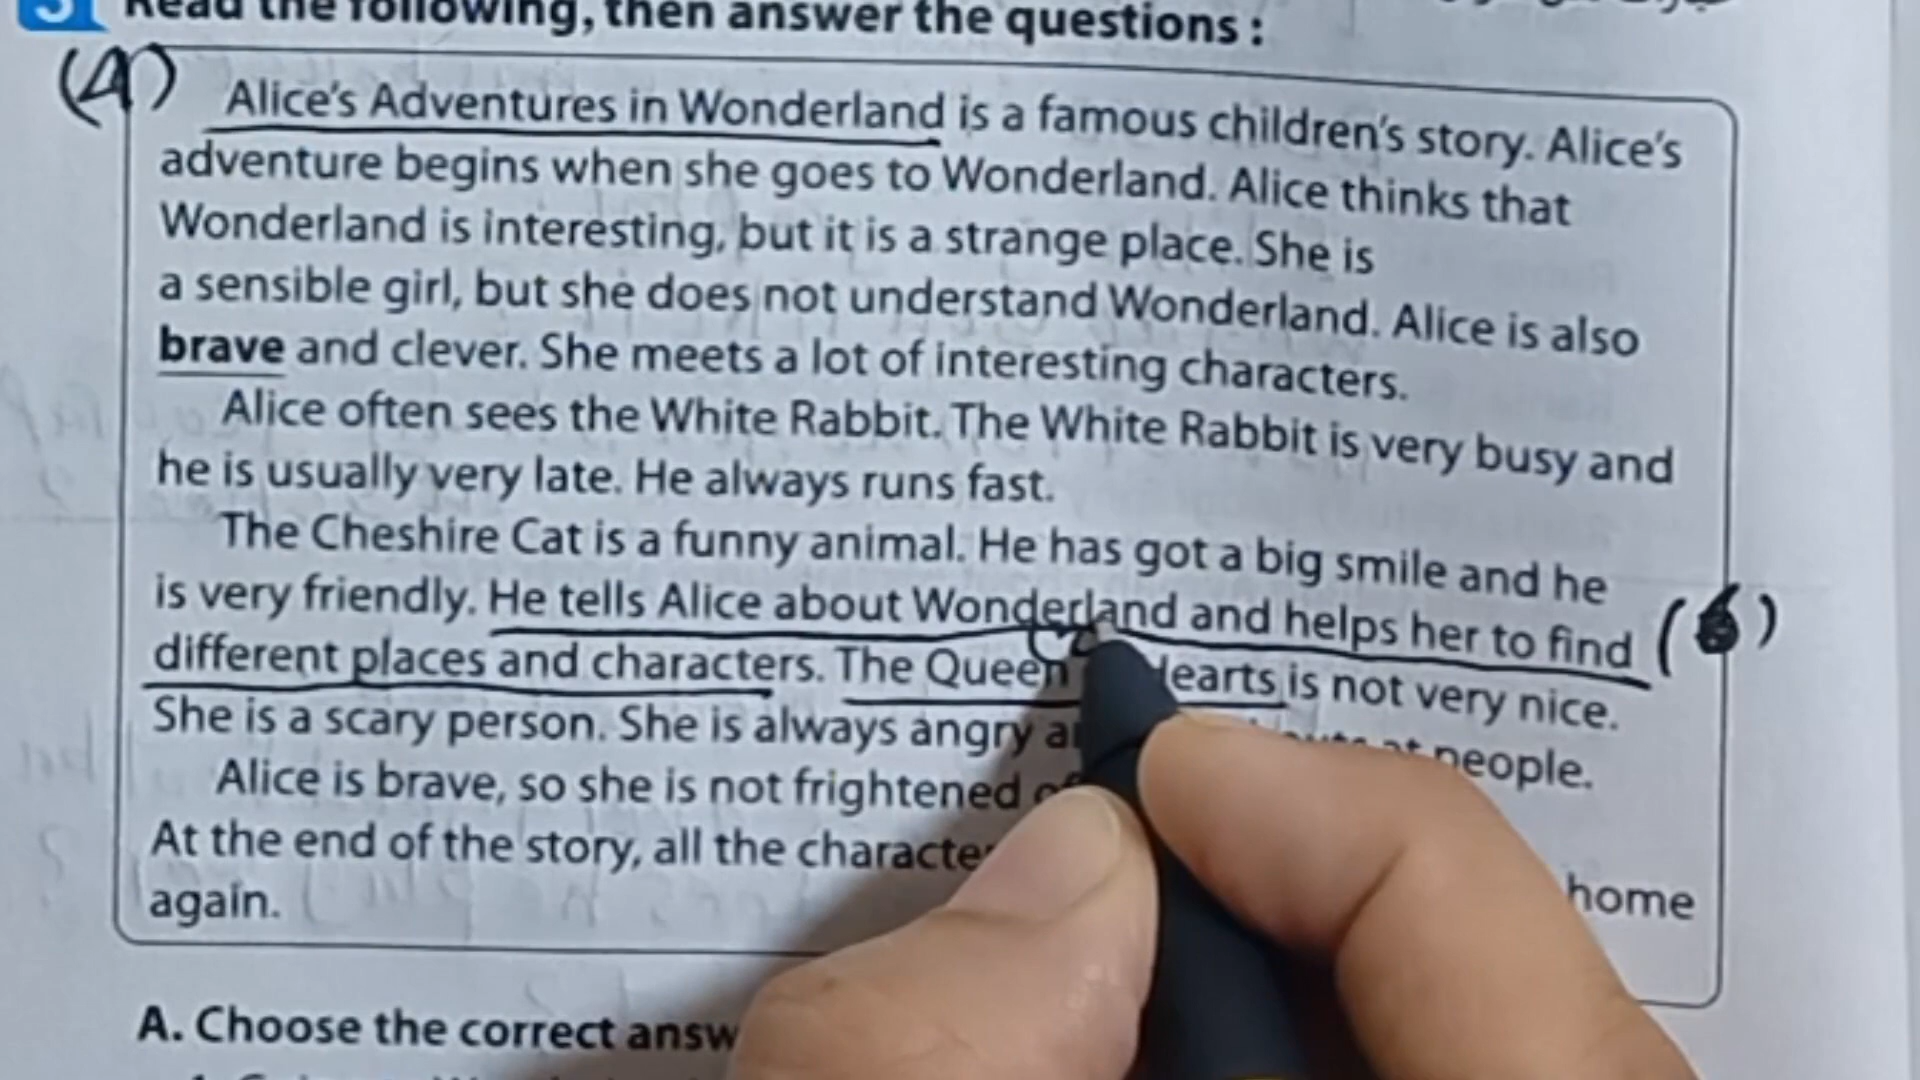 3 Read the following, then answer the questions :
(4) Alice's Adventures in Wonderland is a famous children's story. Alice's
adventure begins when she goes to Wonderland. Alice thinks that
Wonderland is interesting, but it is a strange place. She is
a sensible girl, but she does not understand Wonderland. Alice is also
brave and clever. She meets a lot of interesting characters.
Alice often sees the White Rabbit. The White Rabbit is very busy and
he is usually very late. He always runs fast.
The Cheshire Cat is a funny animal. He has got a big smile and he
is very friendly. He tells Alice about Wonderland and helps her to find (6)
different places and characters. The Queen is not very nice.
She is a scary person. She is always angry at people.
Alice is brave, so she is not frightened
At the end of the story, all the home
again.
A. Choose the correct